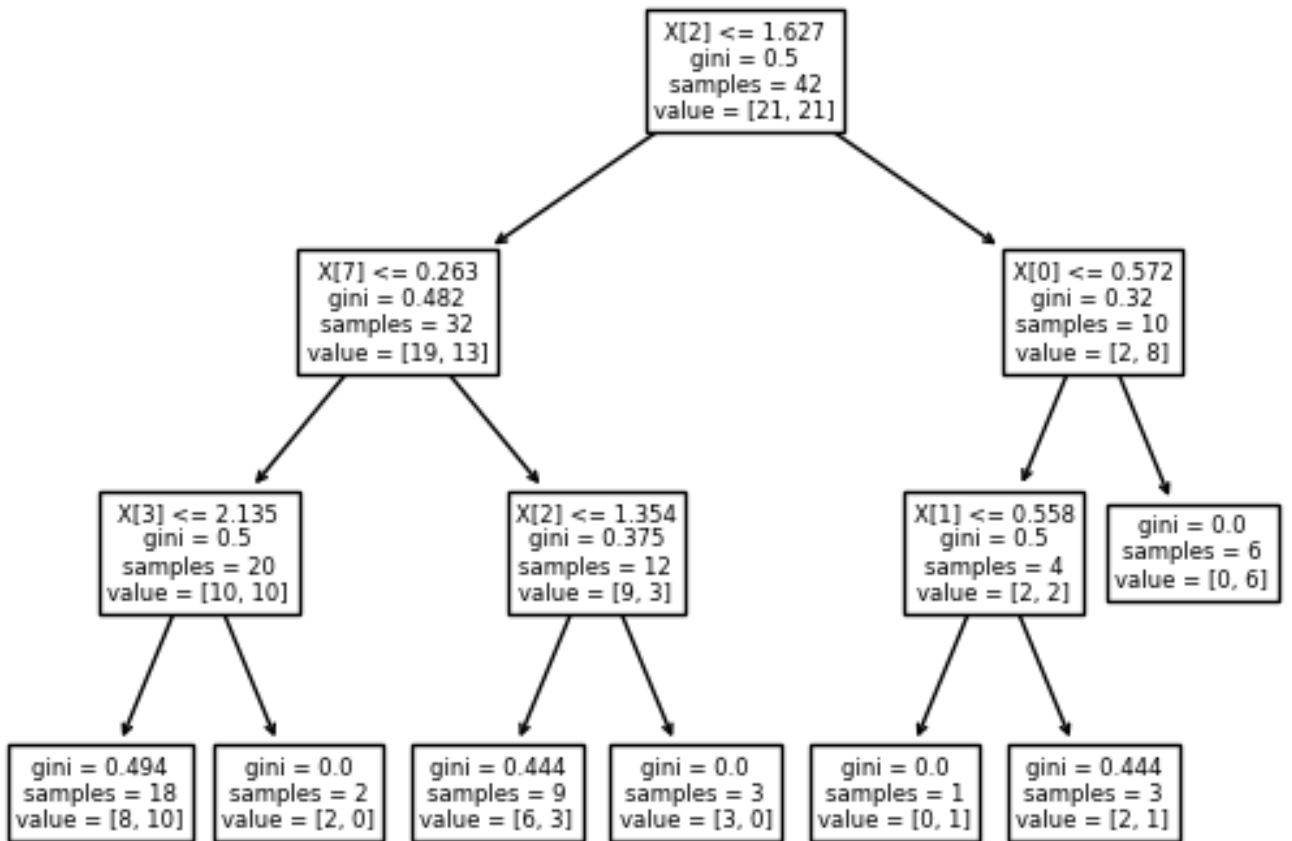 X[2] <= 1.627
gini = 0.5
samples = 42
value = [21, 21]
X[7] <= 0.263
gini = 0.482
samples = 32
value = [19, 13]
X[0] <= 0.572
gini = 0.32
samples = 10
value = [2, 8]
X[3] <= 2.135
gini = 0.5
samples = 20
value = [10, 10]
X[2] <= 1.354
gini = 0.375
samples = 12
value = [9, 3]
X[1] <= 0.558
gini = 0.5
samples = 4
value = [2, 2]
gini = 0.0
samples = 6
value = [0, 6]
gini = 0.494
samples = 18
value = [8, 10]
gini = 0.0
samples = 2
value = [2, 0]
gini = 0.444
samples = 9
value = [6, 3]
gini = 0.0
samples = 3
value = [3, 0]
gini = 0.0
samples = 1
value = [0, 1]
gini = 0.444
samples = 3
value = [2, 1]